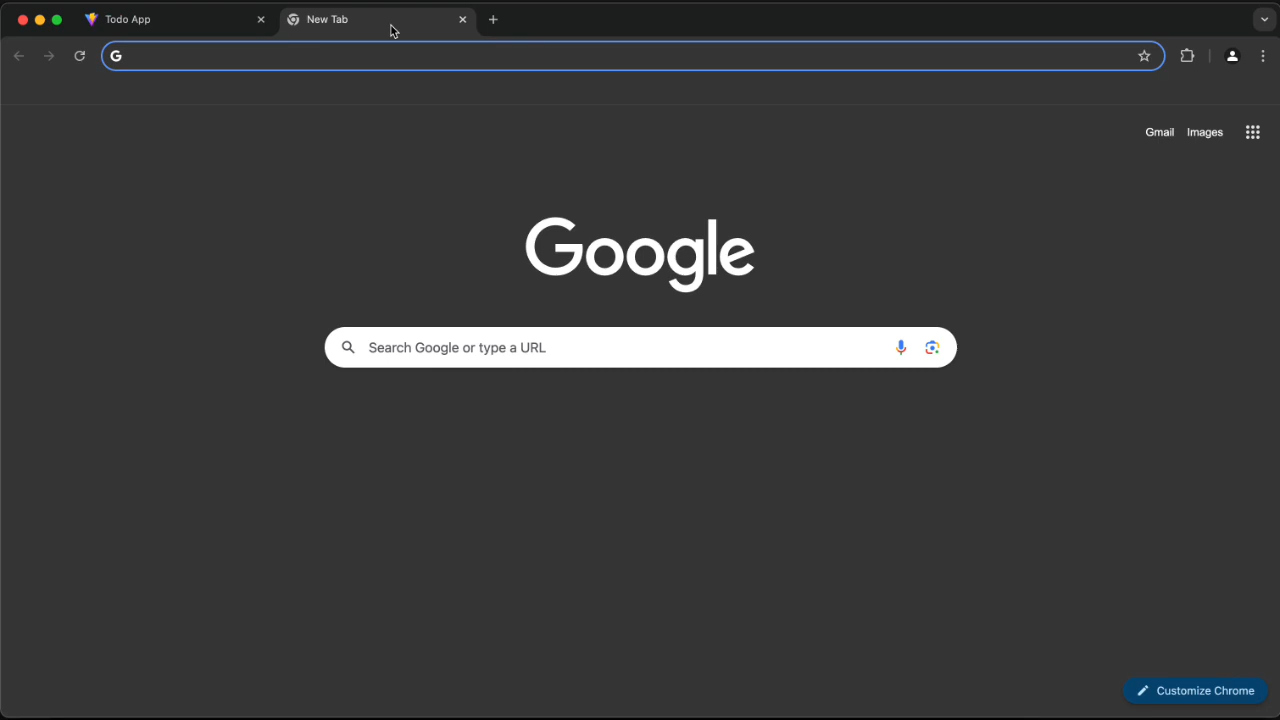 Todo App
New Tab
Gmail Images
Google
Search Google or type a URL
Customize Chrome